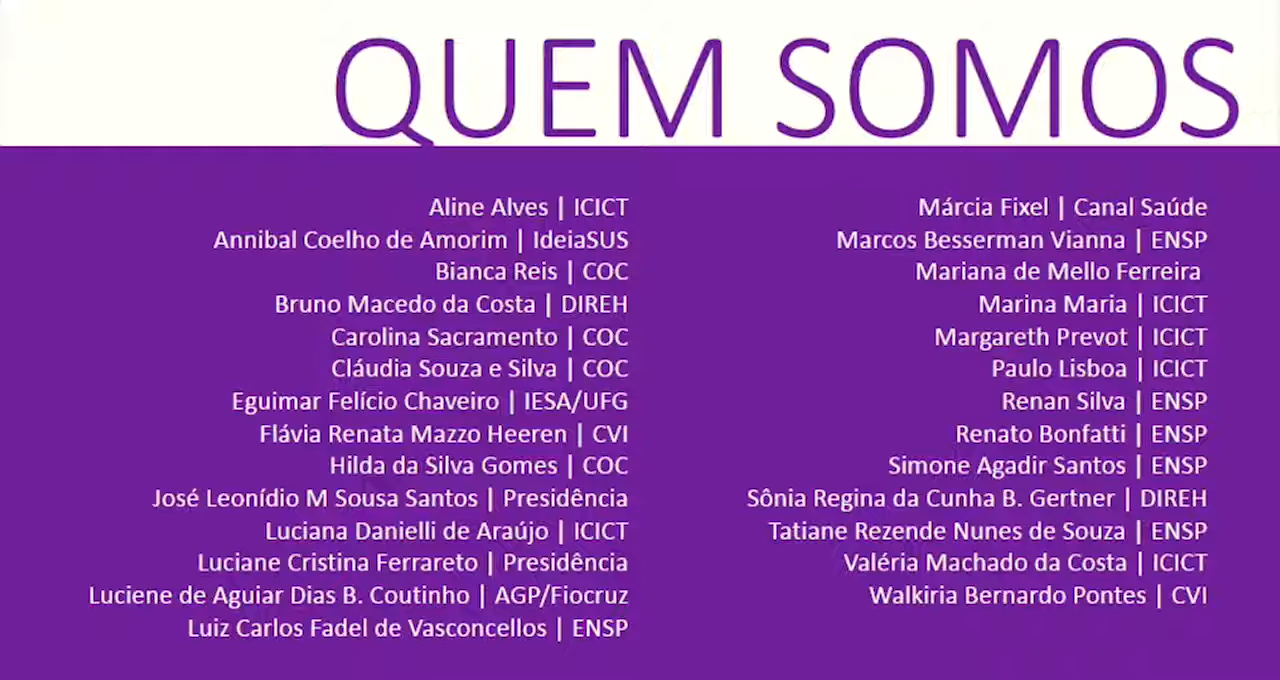 QUEM SOMOS
Aline Alves | ICICT
Annibal Coelho de Amorim | IdeiaSUS
Bianca Reis | COC
Bruno Macedo da Costa | DIREH
Carolina Sacramento | COC
Cláudia Souza e Silva | COC
Eguimar Felício Chaveiro | IESA/UFG
Flávia Renata Mazzo Heeren | CVI
Hilda da Silva Gomes | COC
José Leonídio M Sousa Santos | Presidência
Luciana Danielli de Araújo | ICICT
Luciane Cristina Ferrareto | Presidência
Luciene de Aguiar Dias B. Coutinho | AGP/Fiocruz
Luiz Carlos Fadel de Vasconcellos | ENSP
Márcia Fixel | Canal Saúde
Marcos Besserman Vianna | ENSP
Mariana de Mello Ferreira
Marina Maria | ICICT
Margareth Prevot | ICICT
Paulo Lisboa | ICICT
Renan Silva | ENSP
Renato Bonfatti | ENSP
Simone Agadir Santos | ENSP
Sônia Regina da Cunha B. Gertner | DIREH
Tatiane Rezende Nunes de Souza | ENSP
Valéria Machado da Costa | ICICT
Walkiria Bernardo Pontes | CVI